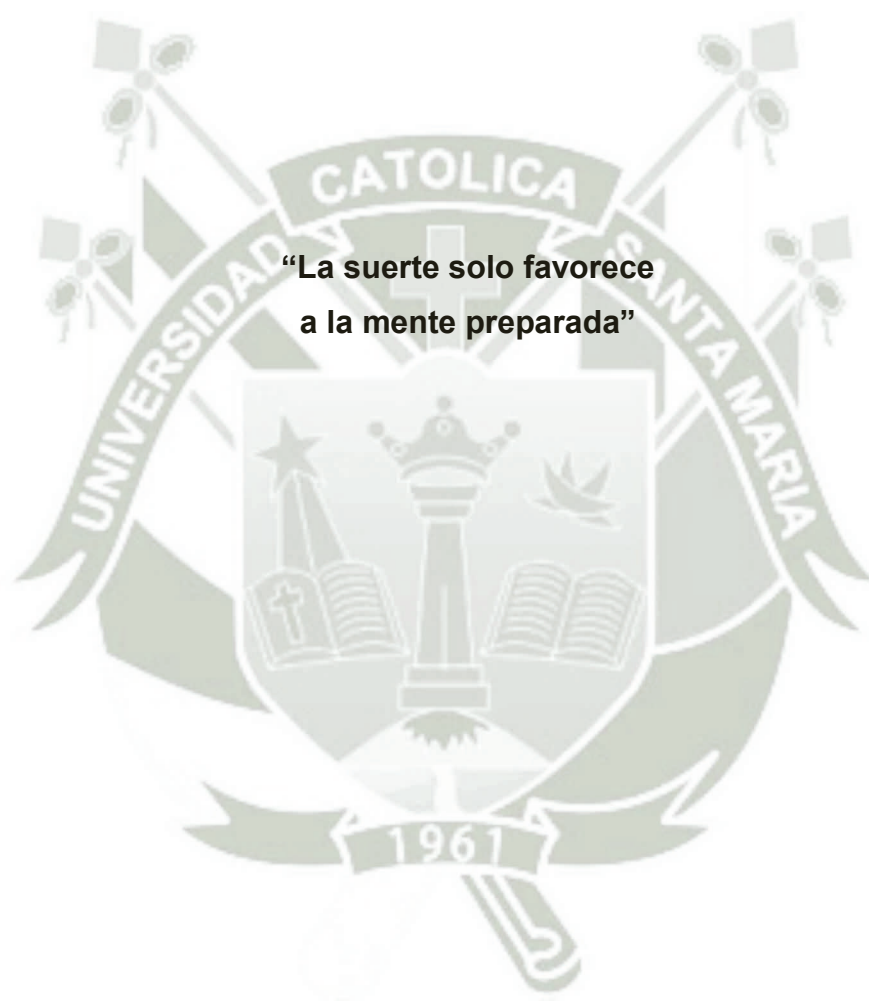 CATOLICA
UNIVERSIDAD
SANTA MARIA
“La suerte solo favorece
a la mente preparada”
1961